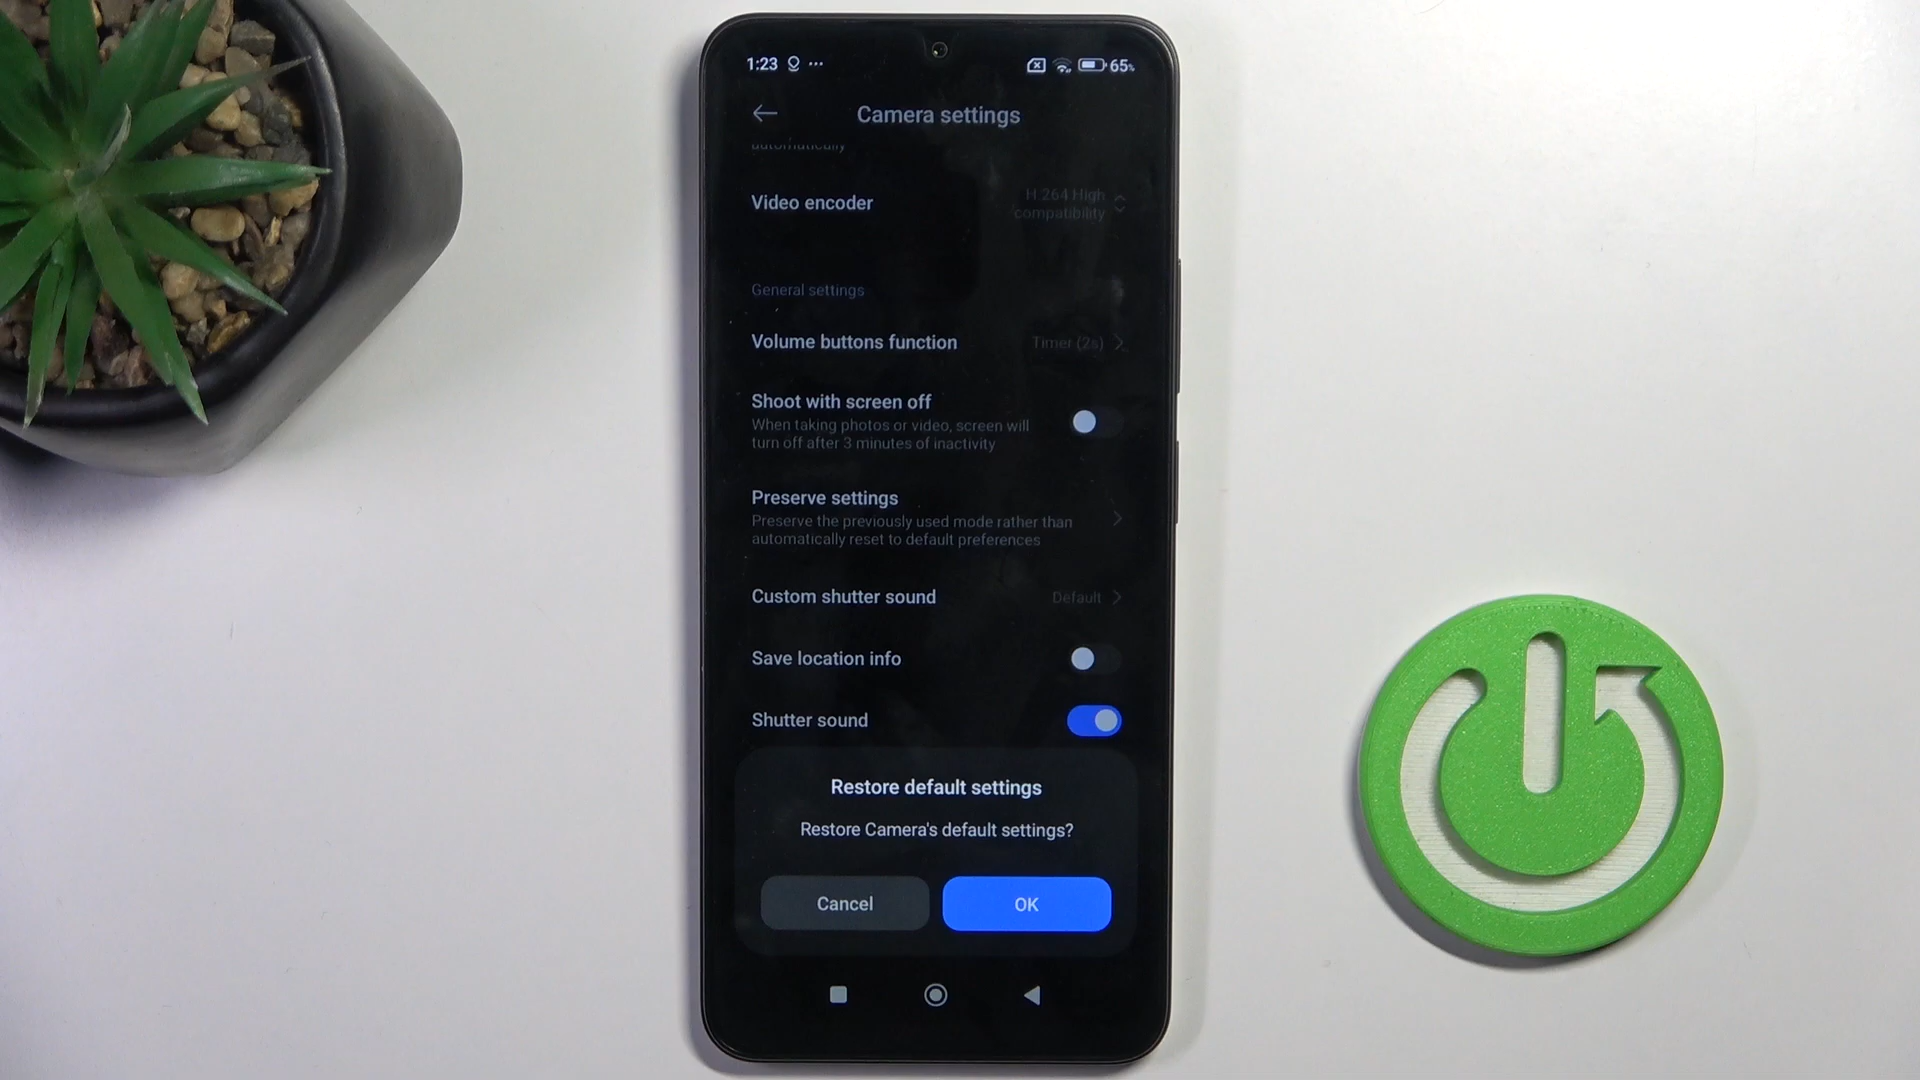 1:23 ... 65%
Camera settings
automatically
Video encoder
H.264 High
compatibility
General settings
Volume buttons function
Timer (2s)
Shoot with screen off
When taking photos or video, screen will
turn off after 3 minutes of inactivity
Preserve settings
Preserve the previously used mode rather than
automatically reset to default preferences
Custom shutter sound
Default
Save location info
Shutter sound
Restore default settings
Restore Camera's default settings?
Cancel
OK